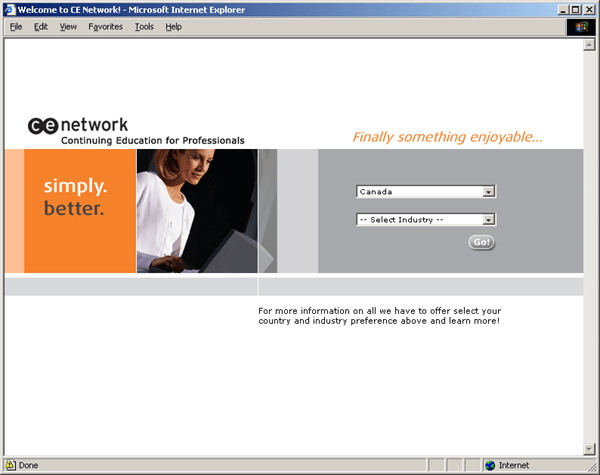 Welcome to CE Network! - Microsoft Internet Explorer
File Edit View Favorites Tools Help
ce network
Continuing Education for Professionals
Finally something enjoyable...
simply.
better.
Canada
-- Select Industry --
Go!
For more information on all we have to offer select your
country and industry preference above and learn more!
Done
Internet